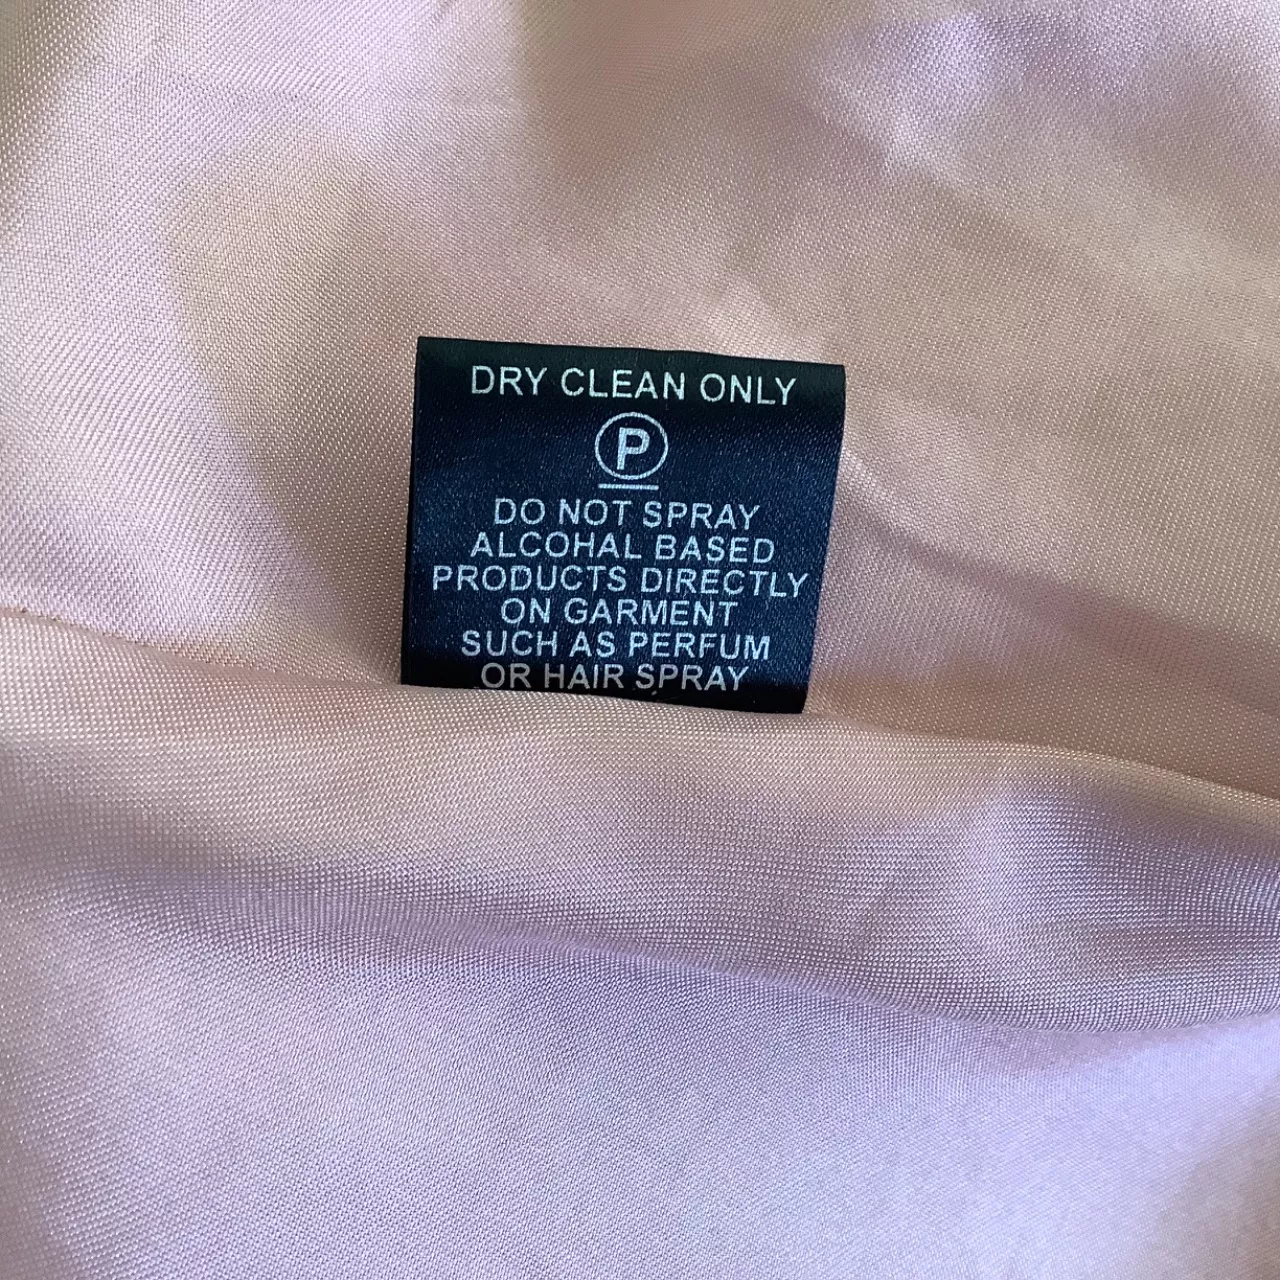 DRY CLEAN ONLY
P
DO NOT SPRAY
ALCOHAL BASED
PRODUCTS DIRECTLY
ON GARMENT
SUCH AS PERFUM
OR HAIR SPRAY